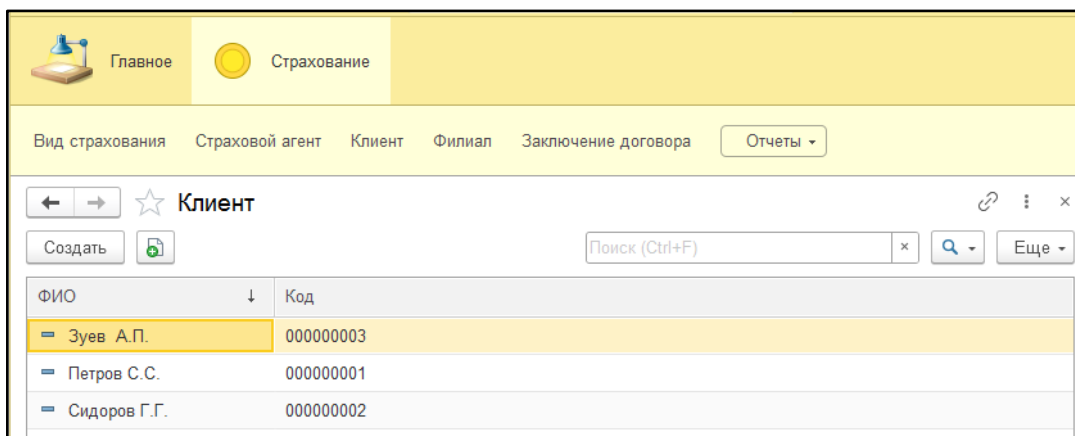 Главное Страхование
Вид страхования Страховой агент Клиент Филиал Заключение договора Отчеты
Клиент
Создать Поиск (Ctrl+F) × Еще
ФИО ↓ Код
Зуев А.П. 000000003
Петров С.С. 000000001
Сидоров Г.Г. 000000002